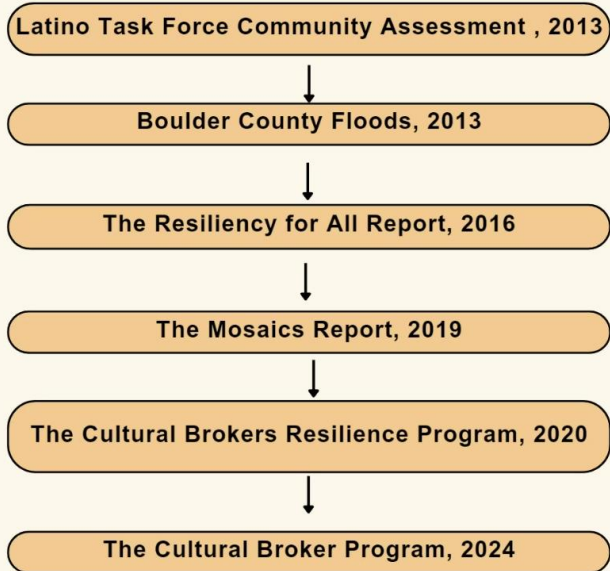 Latino Task Force Community Assessment , 2013
Boulder County Floods, 2013
The Resiliency for All Report, 2016
The Mosaics Report, 2019
The Cultural Brokers Resilience Program, 2020
The Cultural Broker Program, 2024